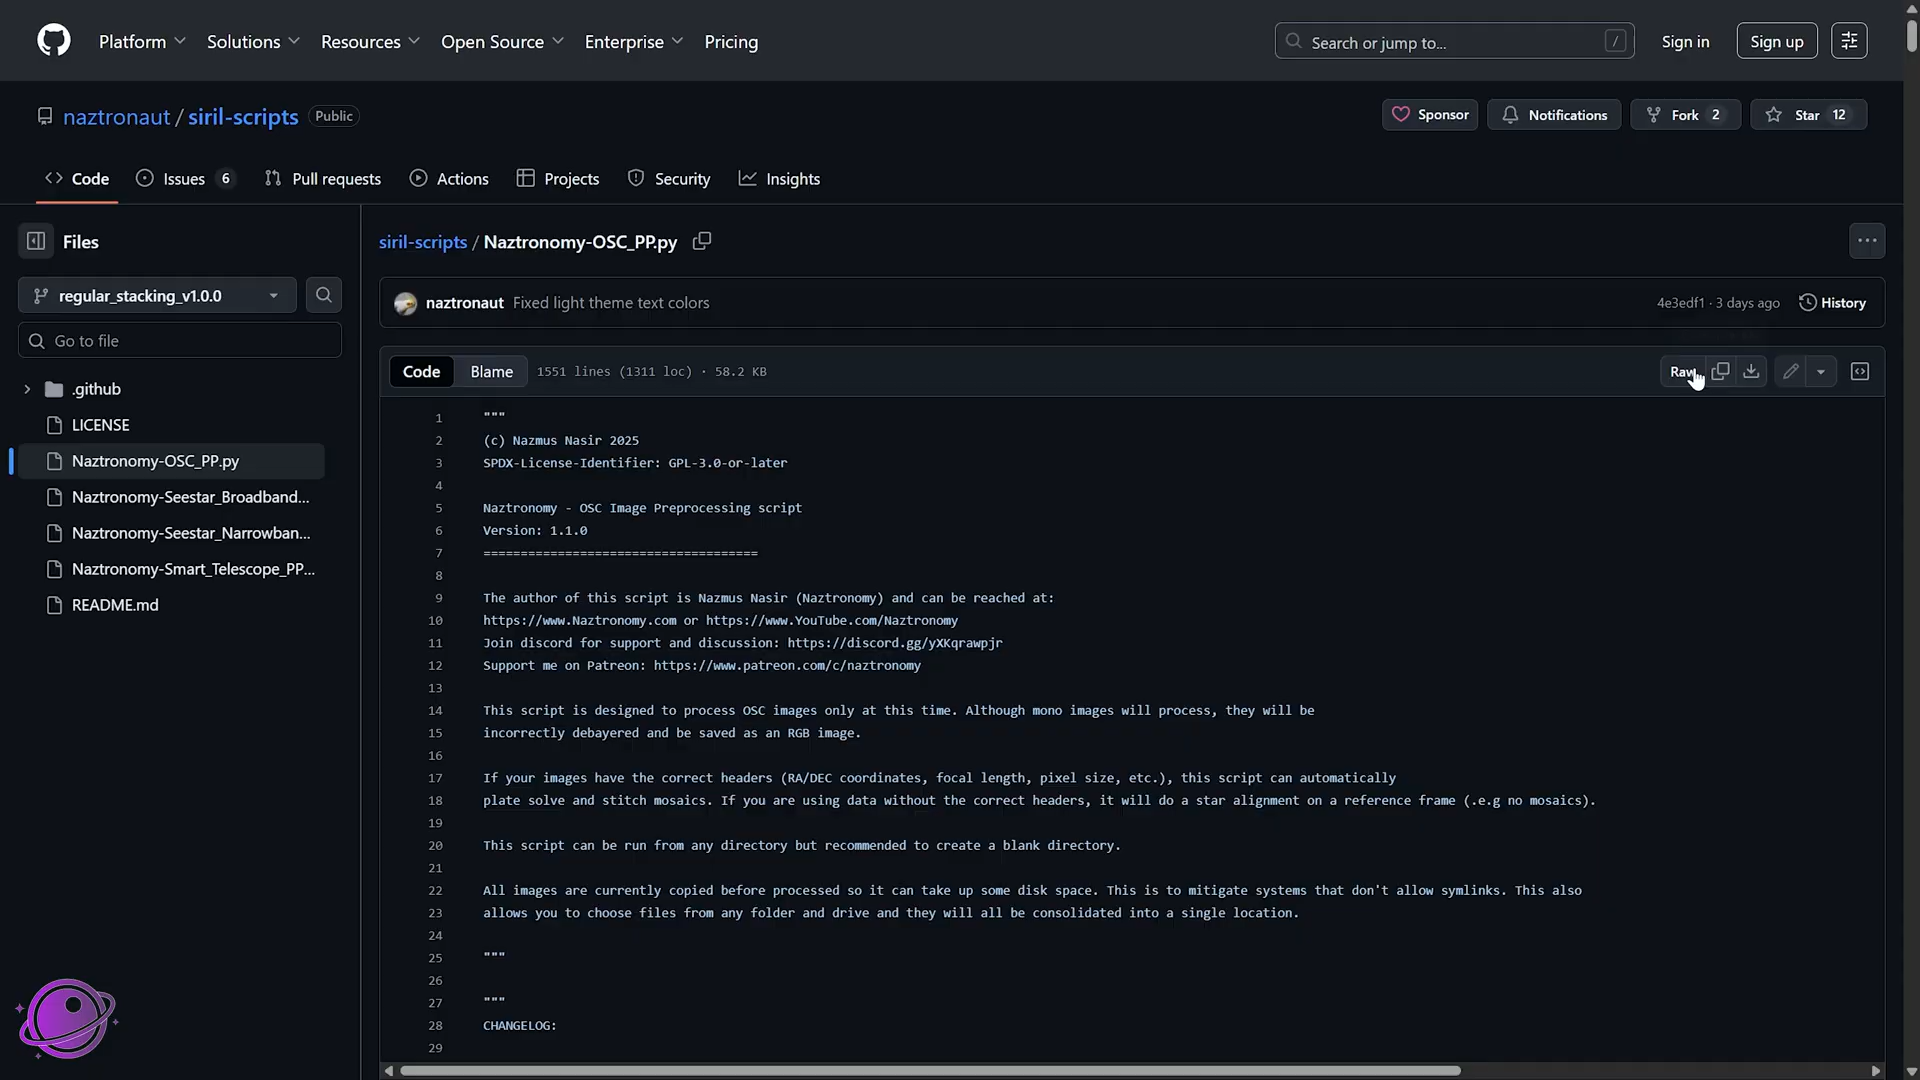 Platform Solutions Resources Open Source Enterprise Pricing Search or jump to... / Sign in Sign up
naztronaut / siril-scripts Public Sponsor Notifications Fork 2 Star 12
Code Issues 6 Pull requests Actions Projects Security Insights
Files
regular_stacking_v1.0.0
Go to file
.github
LICENSE
Naztronomy-OSC_PP.py
Naztronomy-Seestar_Broadband...
Naztronomy-Seestar_Narrowban...
Naztronomy-Smart_Telescope_PP...
README.md
siril-scripts / Naztronomy-OSC_PP.py
naztronaut Fixed light theme text colors 4e3edf1 · 3 days ago History
Code Blame 1551 lines (1311 loc) · 58.2 KB Raw
1 """
2 (c) Nazmus Nasir 2025
3 SPDX-License-Identifier: GPL-3.0-or-later
4
5 Naztronomy - OSC Image Preprocessing script
6 Version: 1.1.0
7 =====================================
8
9 The author of this script is Nazmus Nasir (Naztronomy) and can be reached at:
10 https://www.Naztronomy.com or https://www.YouTube.com/Naztronomy
11 Join discord for support and discussion: https://discord.gg/yXKqrawpjr
12 Support me on Patreon: https://www.patreon.com/c/naztronomy
13
14 This script is designed to process OSC images only at this time. Although mono images will process, they will be
15 incorrectly debayered and be saved as an RGB image.
16
17 If your images have the correct headers (RA/DEC coordinates, focal length, pixel size, etc.), this script can automatically
18 plate solve and stitch mosaics. If you are using data without the correct headers, it will do a star alignment on a reference frame (.e.g no mosaics).
19
20 This script can be run from any directory but recommended to create a blank directory.
21
22 All images are currently copied before processed so it can take up some disk space. This is to mitigate systems that don't allow symlinks. This also
23 allows you to choose files from any folder and drive and they will all be consolidated into a single location.
24
25 """
26
27 """
28 CHANGELOG:
29